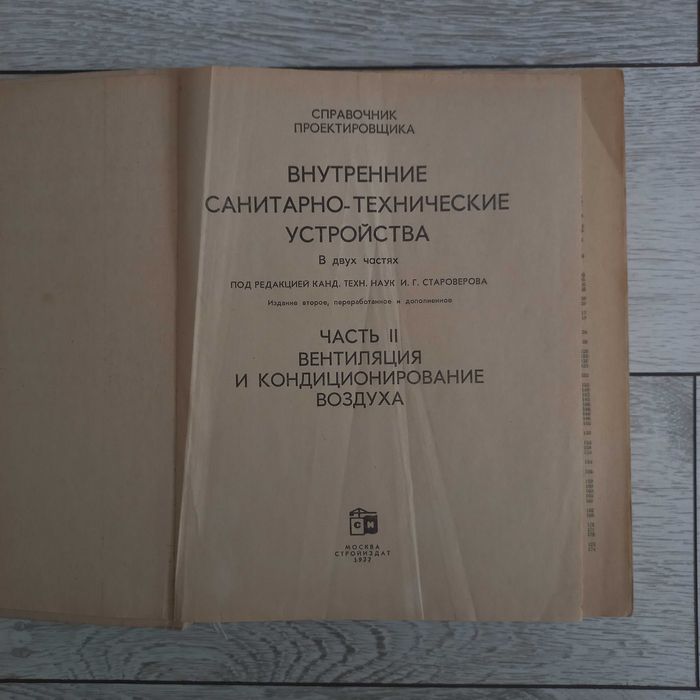 СПРАВОЧНИК
ПРОЕКТИРОВЩИКА
ВНУТРЕННИЕ
САНИТАРНО-ТЕХНИЧЕСКИЕ
УСТРОЙСТВА
В двух частях
ПОД РЕДАКЦИЕЙ КАНД. ТЕХН. НАУК И. Г. СТАРОВЕРОВА
Издание второе, переработанное и дополненное
ЧАСТЬ II
ВЕНТИЛЯЦИЯ
И КОНДИЦИОНИРОВАНИЕ
ВОЗДУХА
С И
МОСКВА
СТРОЙИЗДАТ
1977